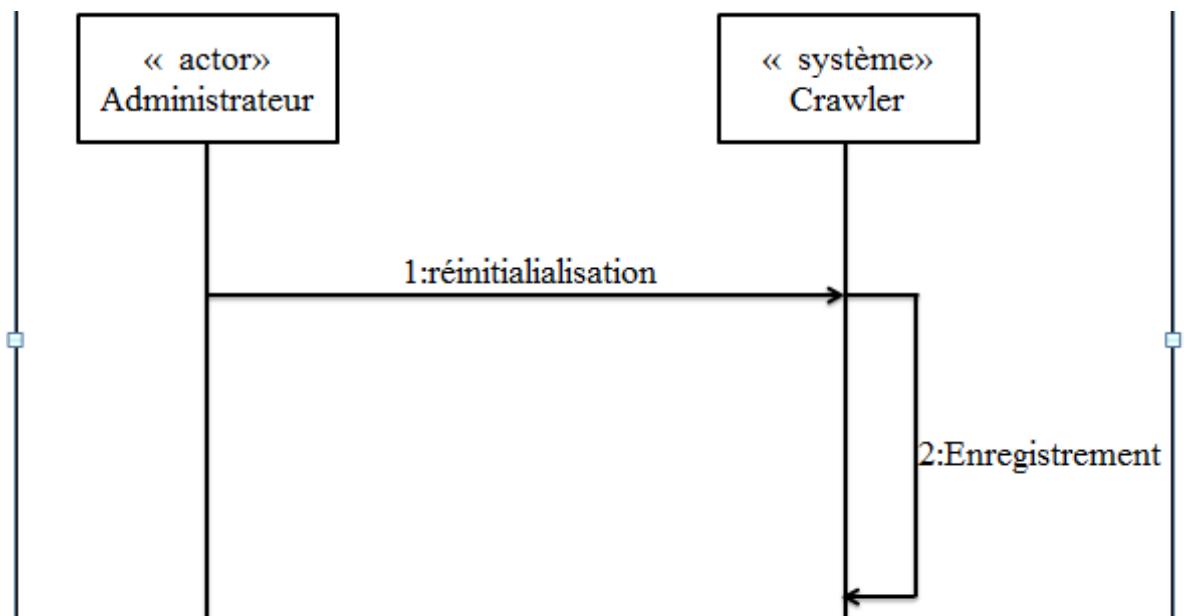 «  actor»
Administrateur
«  système»
Crawler
1:réinitialialisation
2:Enregistrement